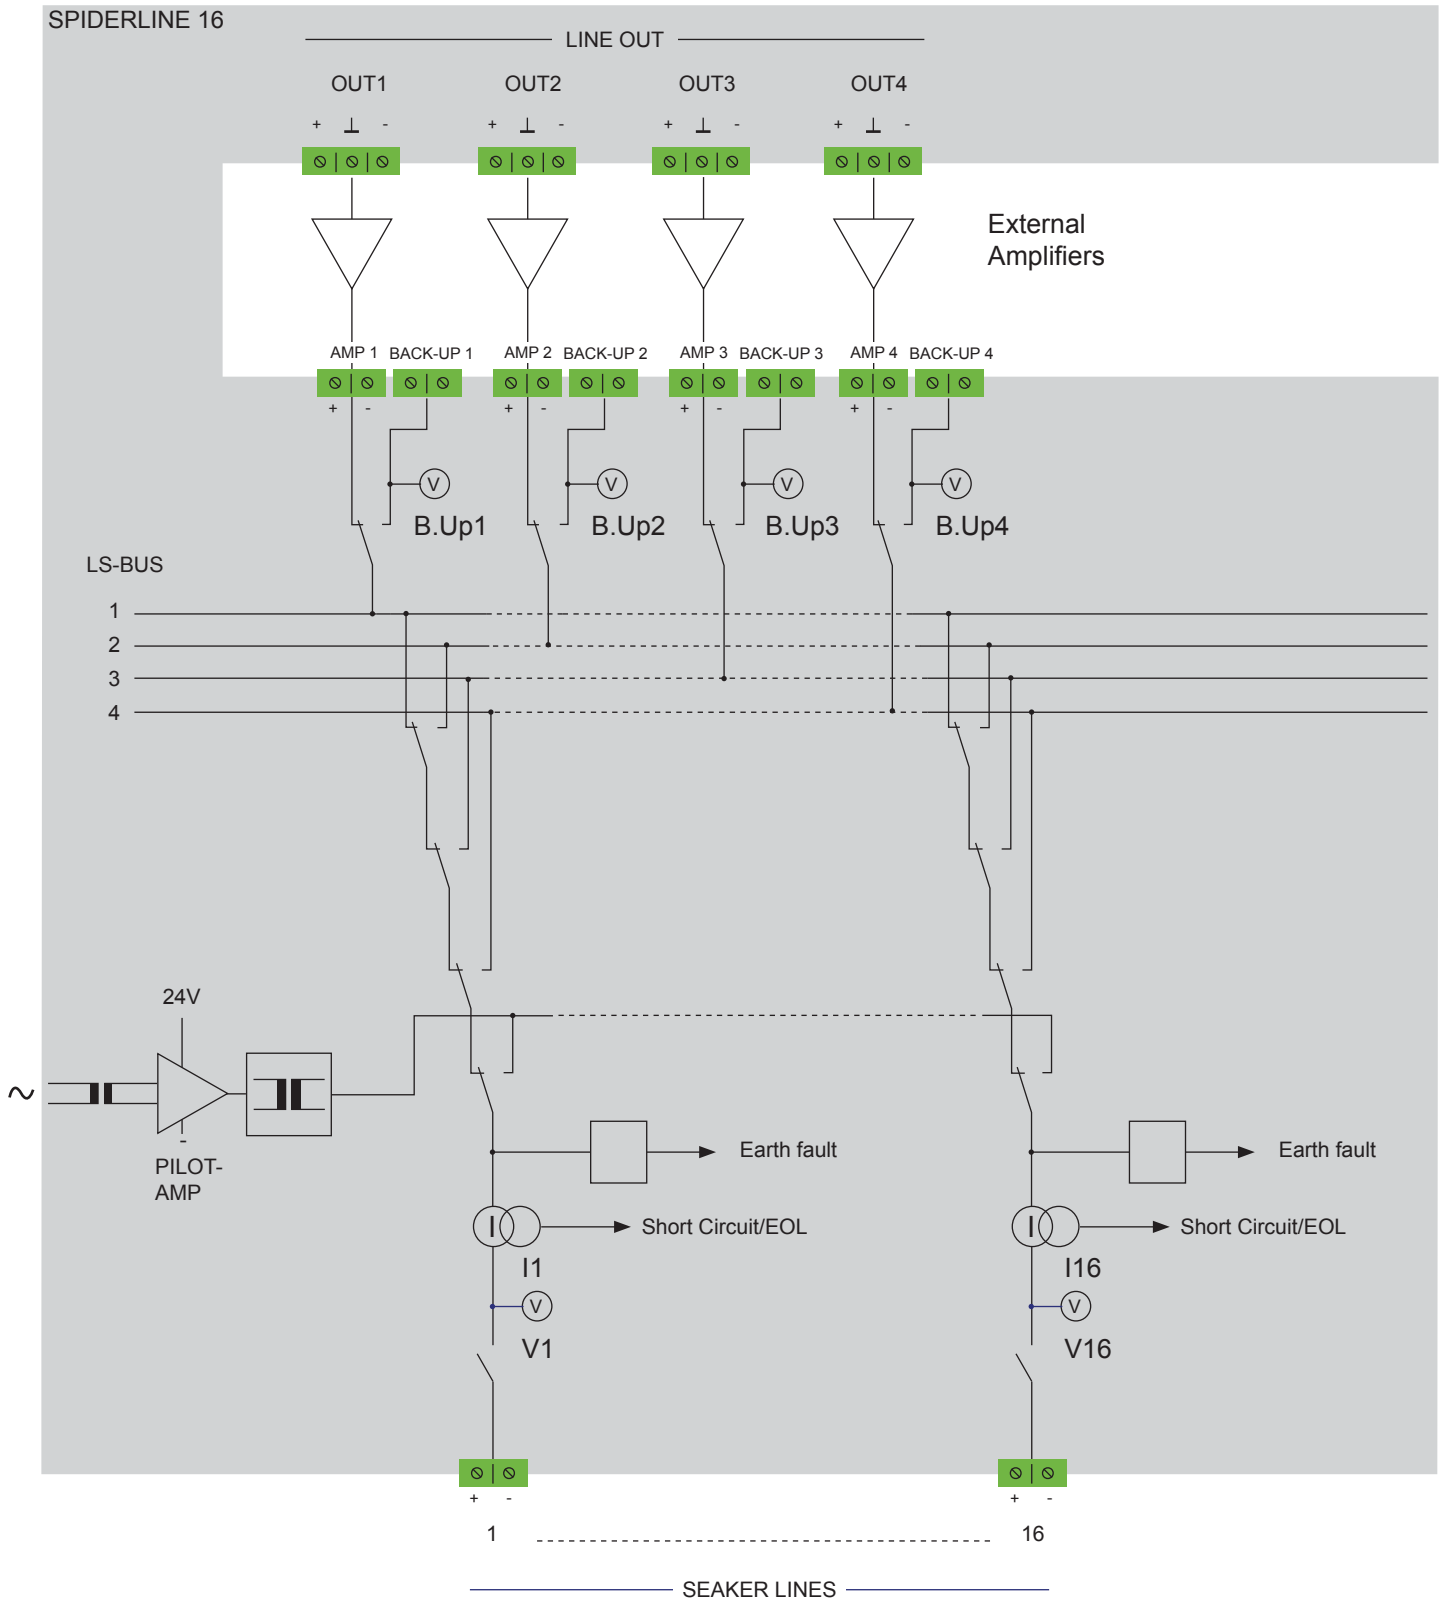 SPIDERLINE 16
LINE OUT
OUT1 OUT2 OUT3 OUT4
+ - + - + - + -
External
Amplifiers
AMP 1 BACK-UP 1 AMP 2 BACK-UP 2 AMP 3 BACK-UP 3 AMP 4 BACK-UP 4
+ - + - + - + -
V V V V
B.Up1 B.Up2 B.Up3 B.Up4
LS-BUS
1
2
3
4
24V
~
-
PILOT-
AMP
Earth fault Earth fault
I Short Circuit/EOL I Short Circuit/EOL
I1 I16
V V
V1 V16
+ - + -
1 16
SEAKER LINES